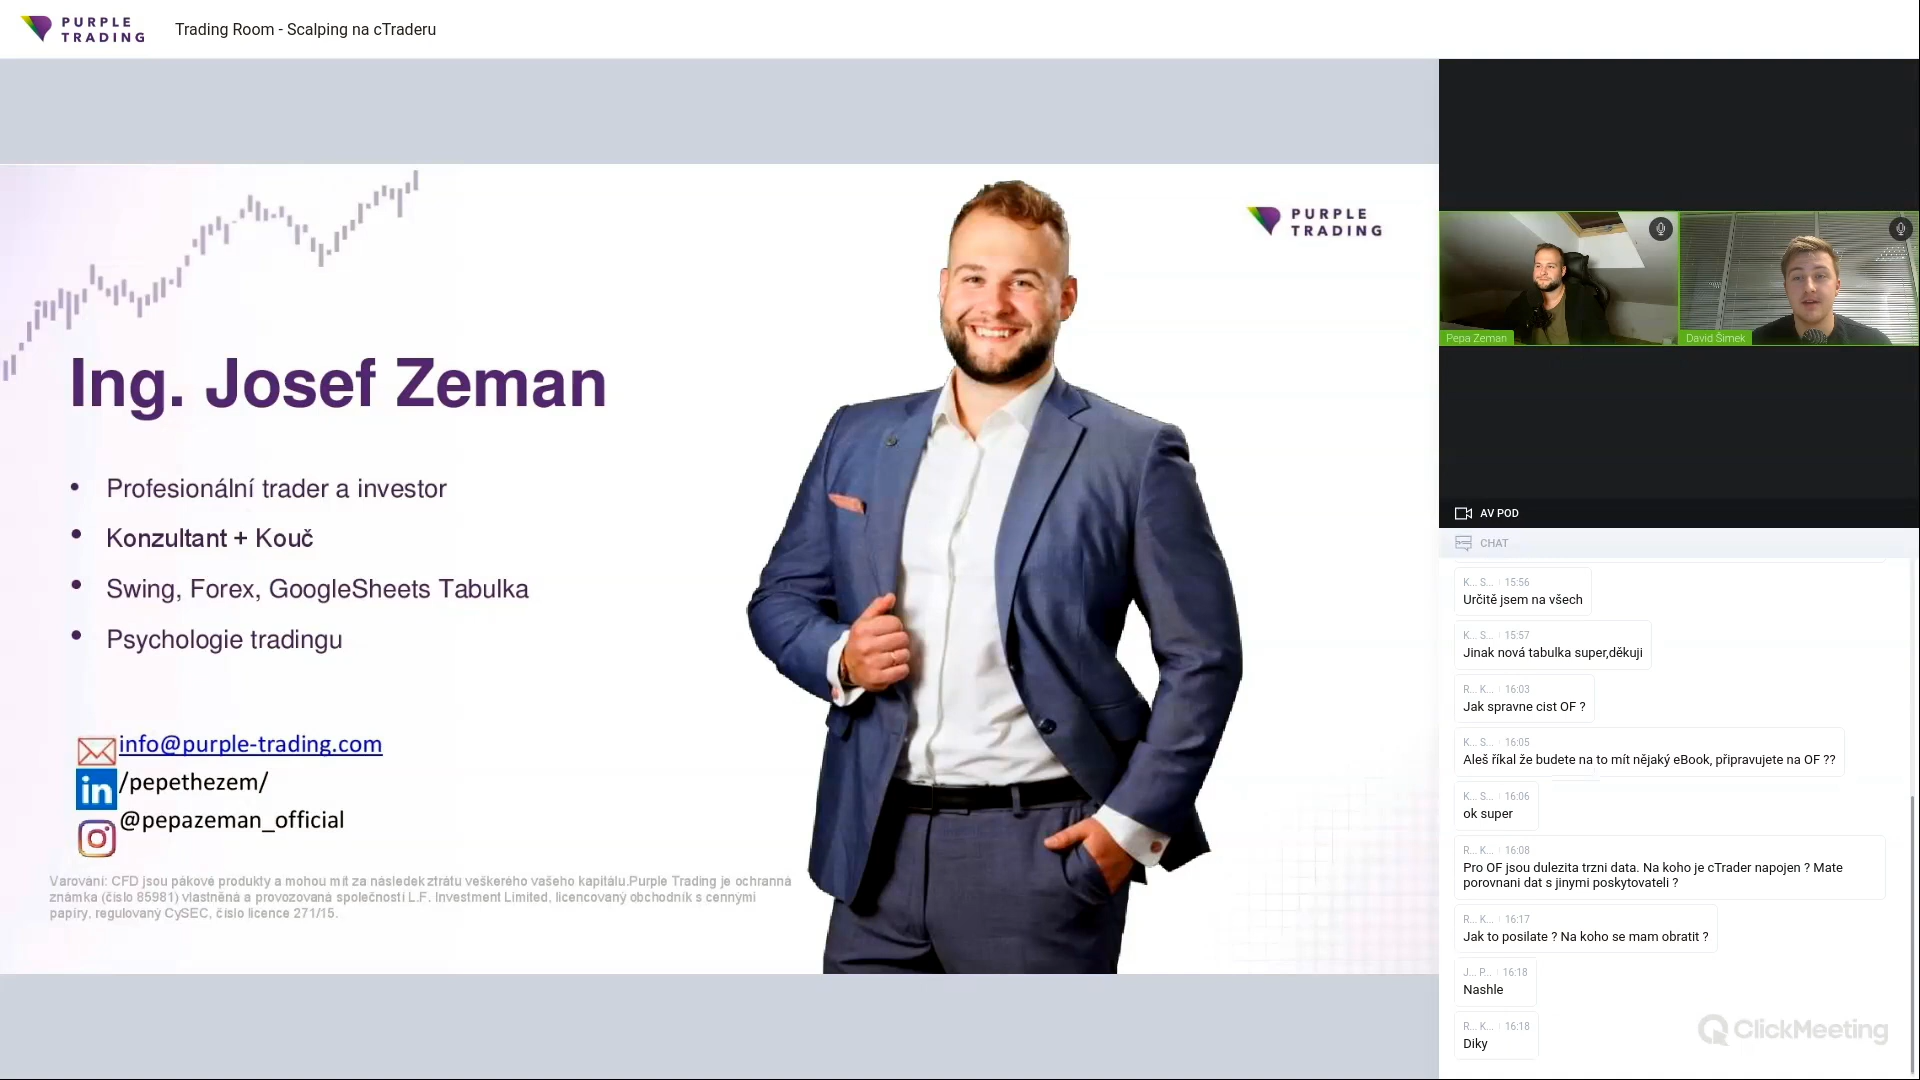 PURPLE
TRADING
Trading Room - Scalping na cTraderu
PURPLE
TRADING
Ing. Josef Zeman
• Profesionální trader a investor
• Konzultant + Kouč
• Swing, Forex, GoogleSheets Tabulka
• Psychologie tradingu
info@purple-trading.com
in /pepethezem/
@pepazeman_official
Varování: CFD jsou pákové produkty a mohou mít za následek ztrátu veškerého vašeho kapitálu.Purple Trading je ochranná
známka (číslo 85981) vlastněná a provozovaná společností L.F. Investment Limited, licencovaný obchodník s cennými
papíry, regulovaný CySEC, číslo licence 271/15.
Pepa Zeman
David Šimek
AV POD
CHAT
K... S... 15:56
Určitě jsem na všech
K... S... 15:57
Jinak nová tabulka super,děkuji
R... K... 16:03
Jak spravne cist OF ?
K... S... 16:05
Aleš říkal že budete na to mít nějaký eBook, připravujete na OF ??
K... S... 16:06
ok super
R... K... 16:08
Pro OF jsou dulezita trzni data. Na koho je cTrader napojen ? Mate
porovnani dat s jinymi poskytovateli ?
R... K... 16:17
Jak to posilate ? Na koho se mam obratit ?
J... P... 16:18
Nashle
R... K... 16:18
Diky
ClickMeeting